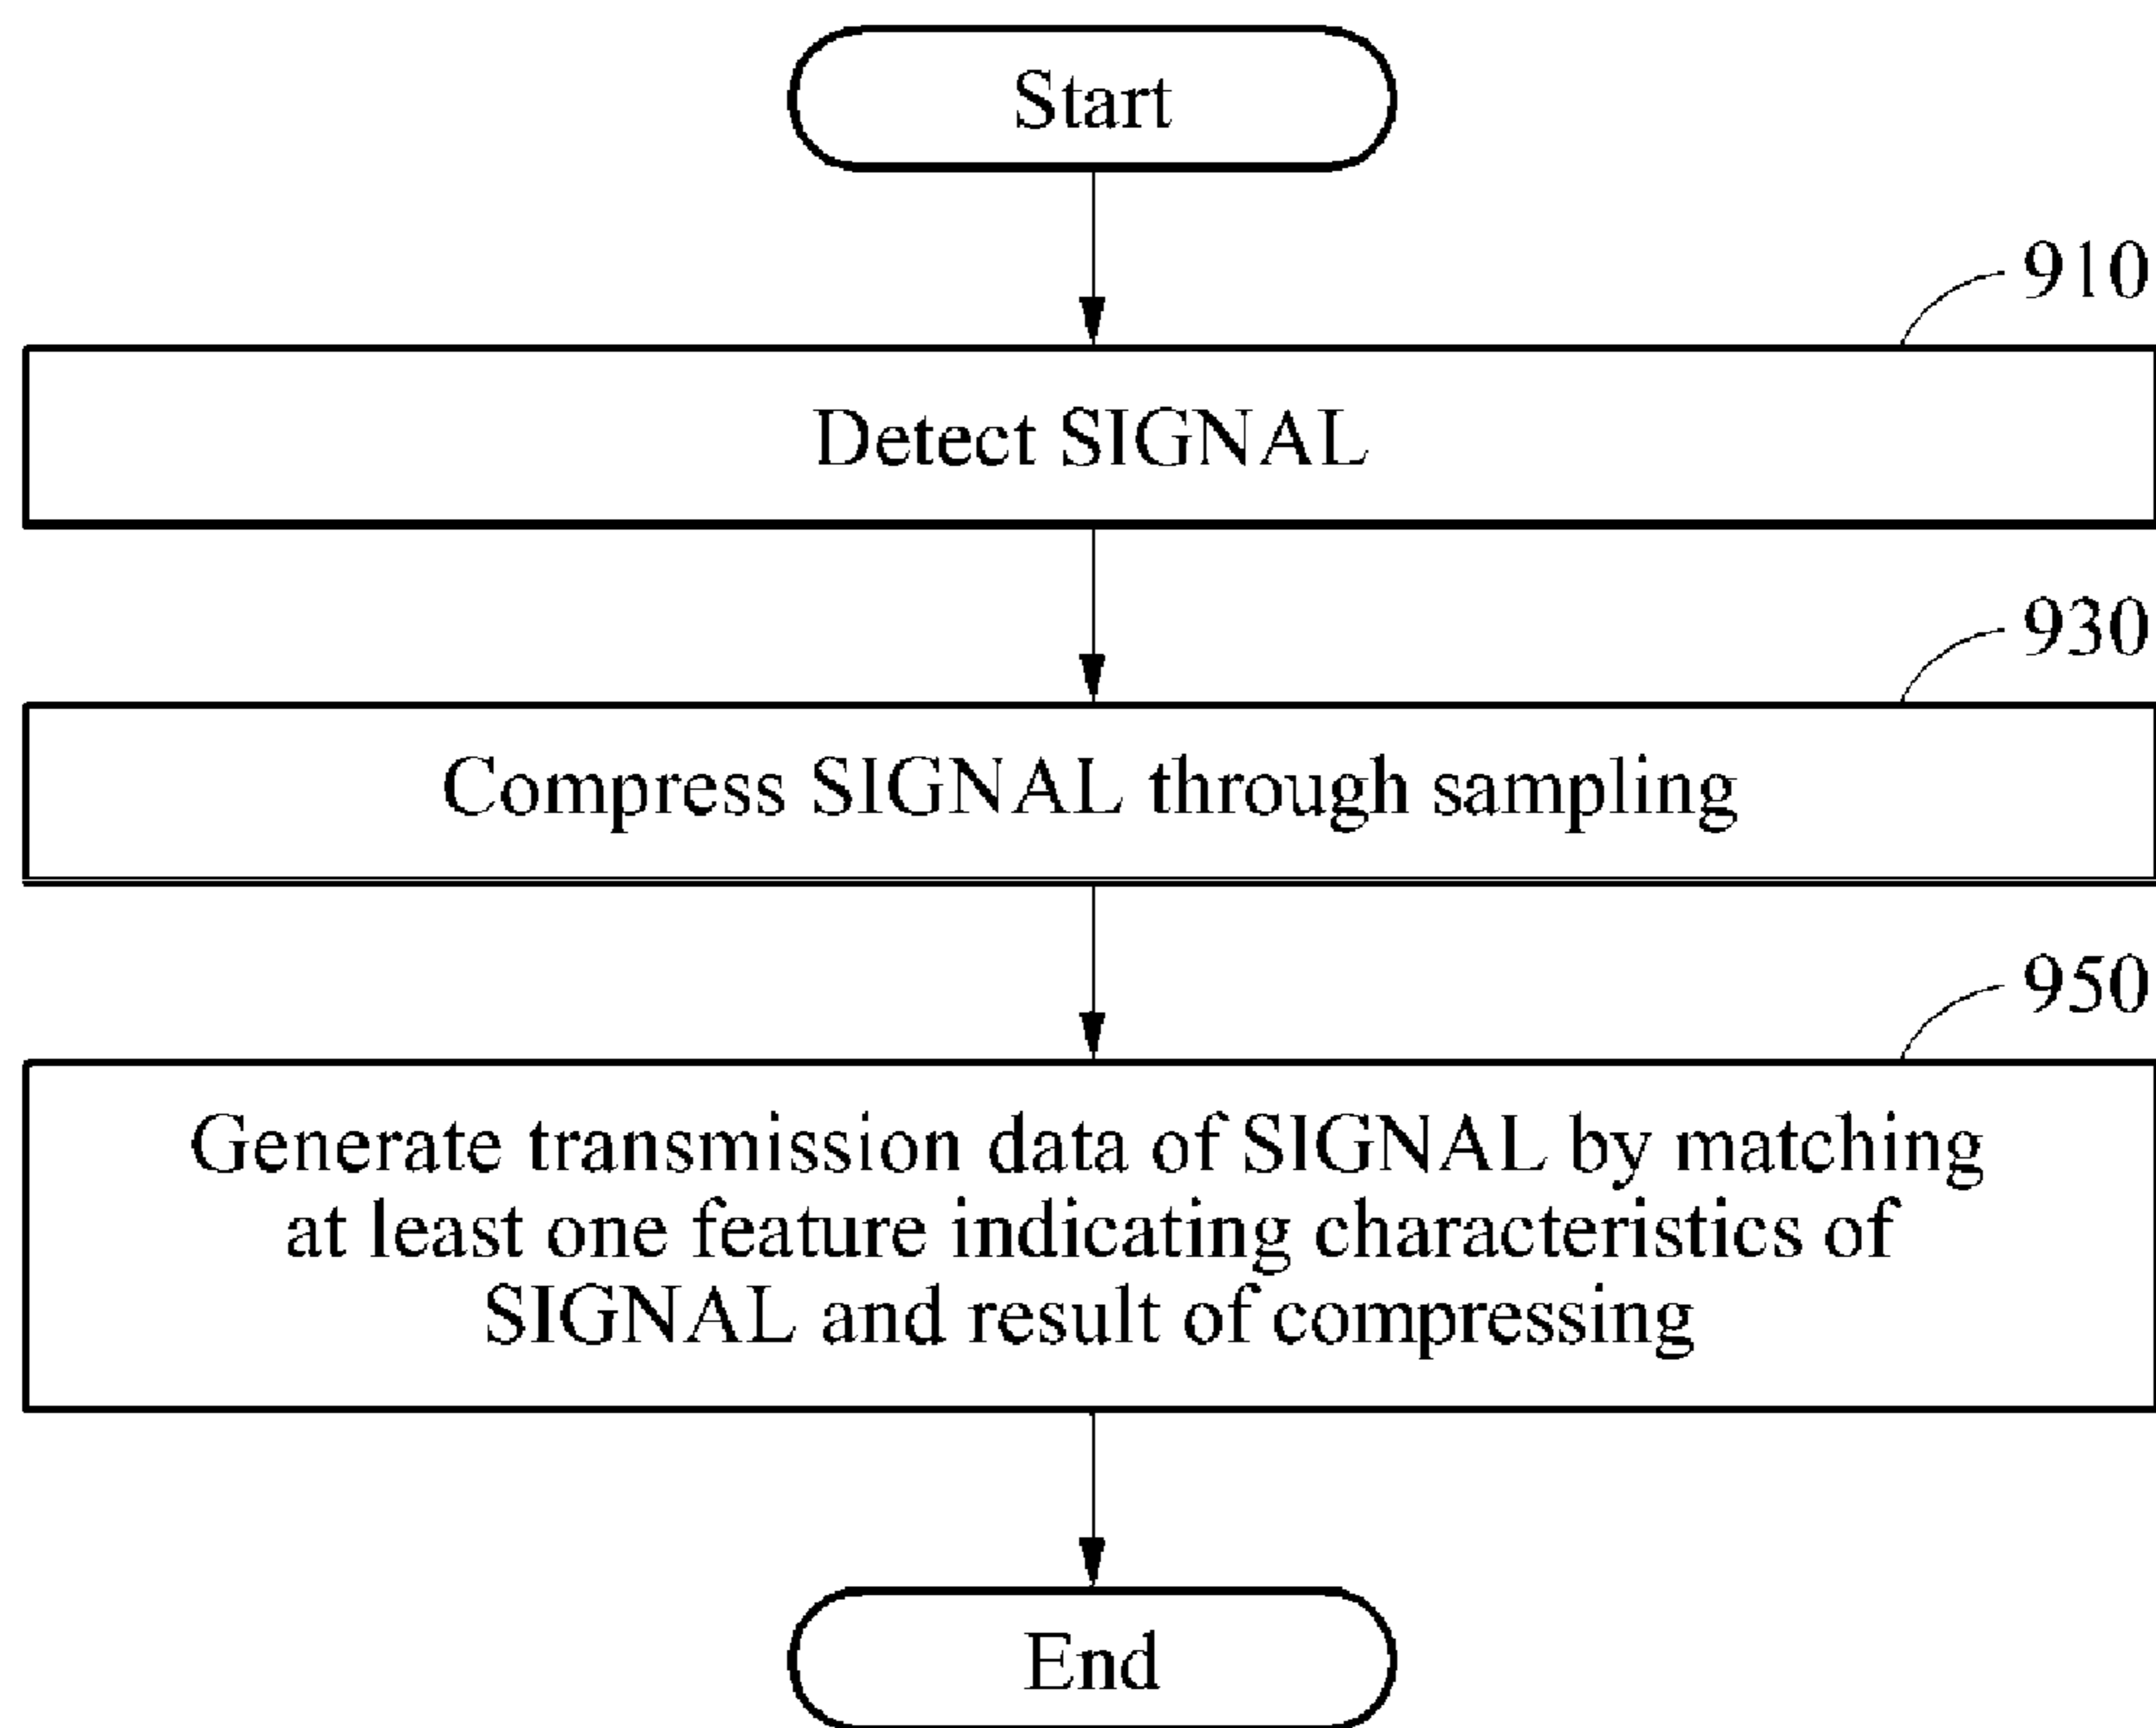 Start
910
Detect SIGNAL
930
Compress SIGNAL through sampling
950
Generate transmission data of SIGNAL by matching
at least one feature indicating characteristics of
SIGNAL and result of compressing
End